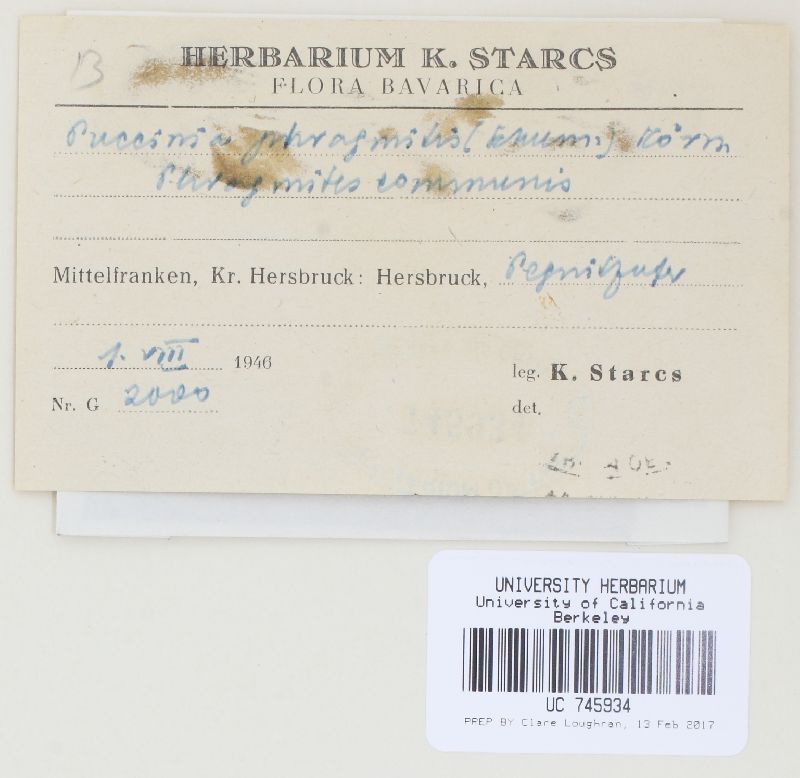 B
HERBARIUM K. STARCS
FLORA BAVARICA
Puccinia phragmitis (Schum.) Körn
Phragmites communis
Mittelfranken, Kr. Hersbruck: Hersbruck, Pegnitzufer
1. VIII 1946
leg. K. Starcs
Nr. G 2000
det.
UNIVERSITY HERBARIUM
University of California
Berkeley
UC 745934
PREP BY Clare Loughran, 13 Feb 2017